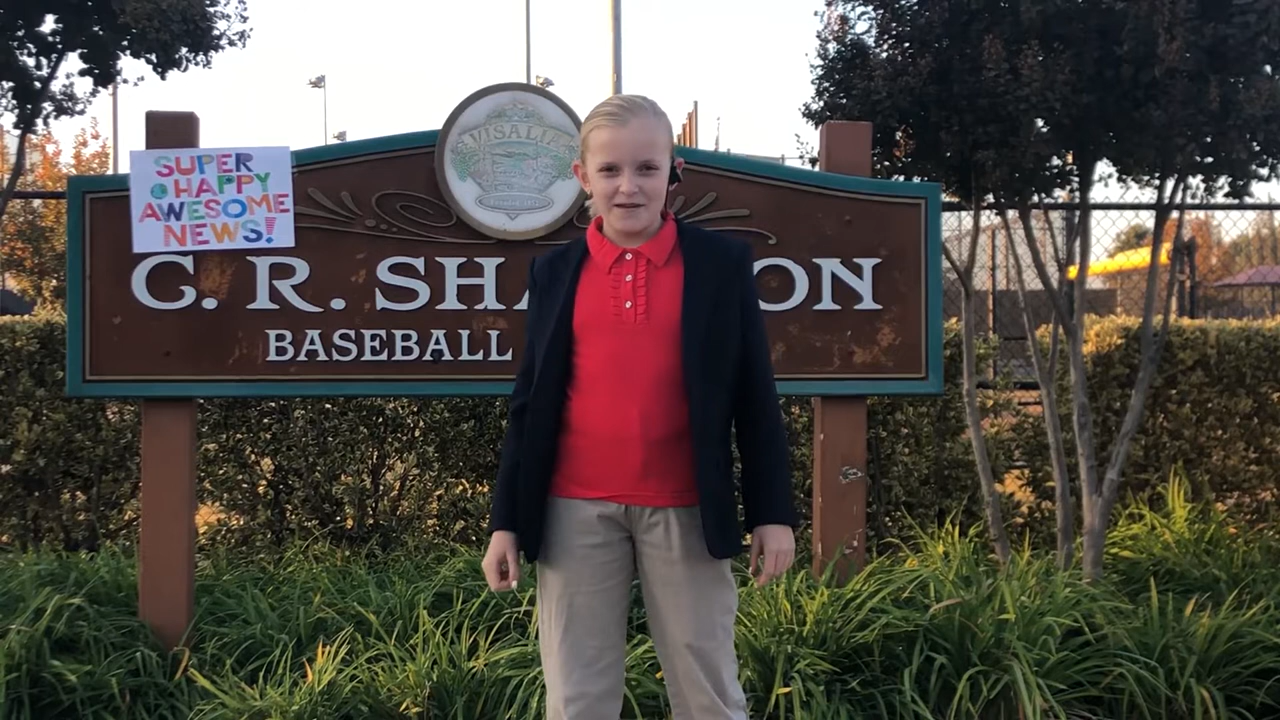 SUPER
HAPPY
AWESOME
NEWS!
VISALIA
C. R. SHA ON
BASEBALL